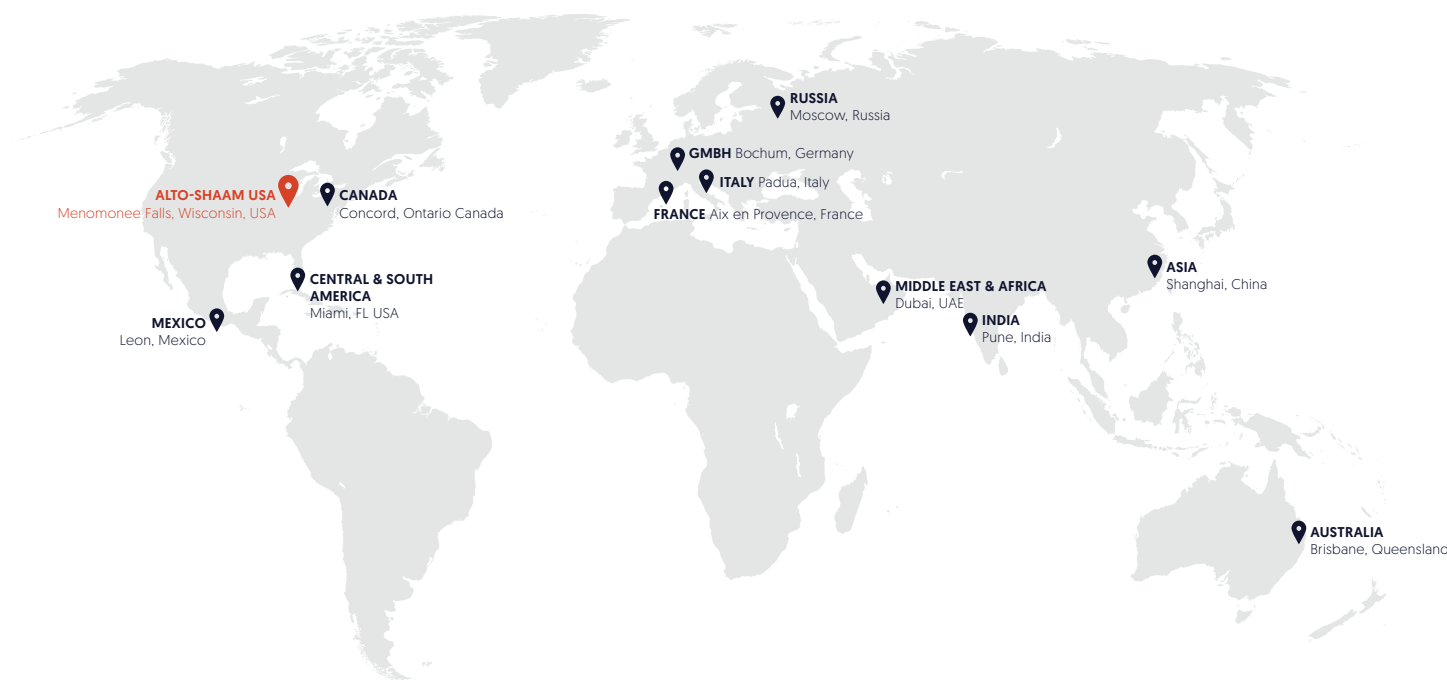 RUSSIA
Moscow, Russia
GMBH Bochum, Germany
ITALY Padua, Italy
FRANCE Aix en Provence, France
ALTO-SHAAM USA
Menomonee Falls, Wisconsin, USA
CANADA
Concord, Ontario Canada
CENTRAL & SOUTH
AMERICA
Miami, FL USA
MEXICO
Leon, Mexico
MIDDLE EAST & AFRICA
Dubai, UAE
INDIA
Pune, India
ASIA
Shanghai, China
AUSTRALIA
Brisbane, Queensland